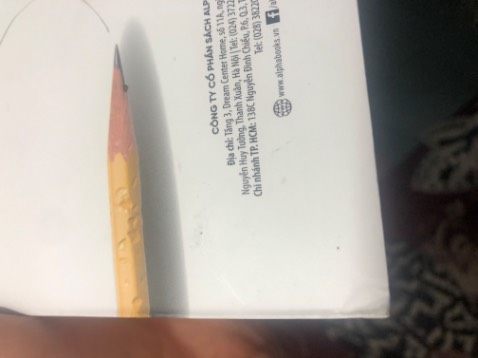 CÔNG TY CỔ PHẦN SÁCH ALP
Địa chỉ: Tầng 3, Dream Center Home, số 11A, ng
Nguyễn Huy Tưởng, Thanh Xuân, Hà Nội | Tel: (024) 3722
Chi nhánh TP. HCM: 138C Nguyễn Đình Chiểu, P.6, Q.3, T
Tel: (028) 38220
www.alphabooks.vn